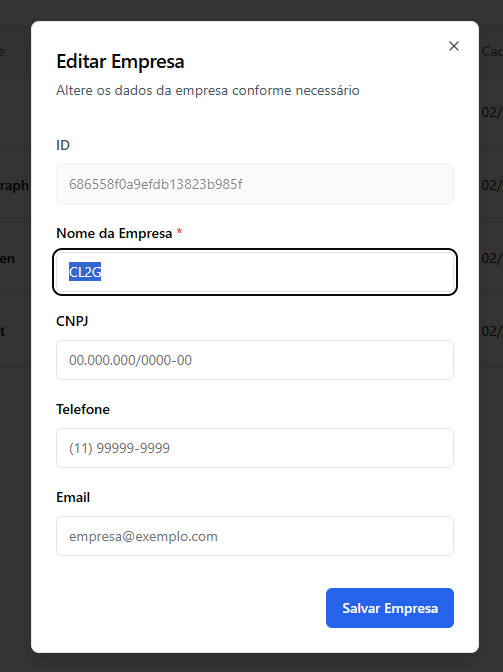 Editar Empresa
Altere os dados da empresa conforme necessário
ID
686558f0a9efdb13823b985f
Nome da Empresa *
CL2G
CNPJ
00.000.000/0000-00
Telefone
(11) 99999-9999
Email
empresa@exemplo.com
Salvar Empresa
e
Cad
02/
raph
02/
en
02/
t
02/